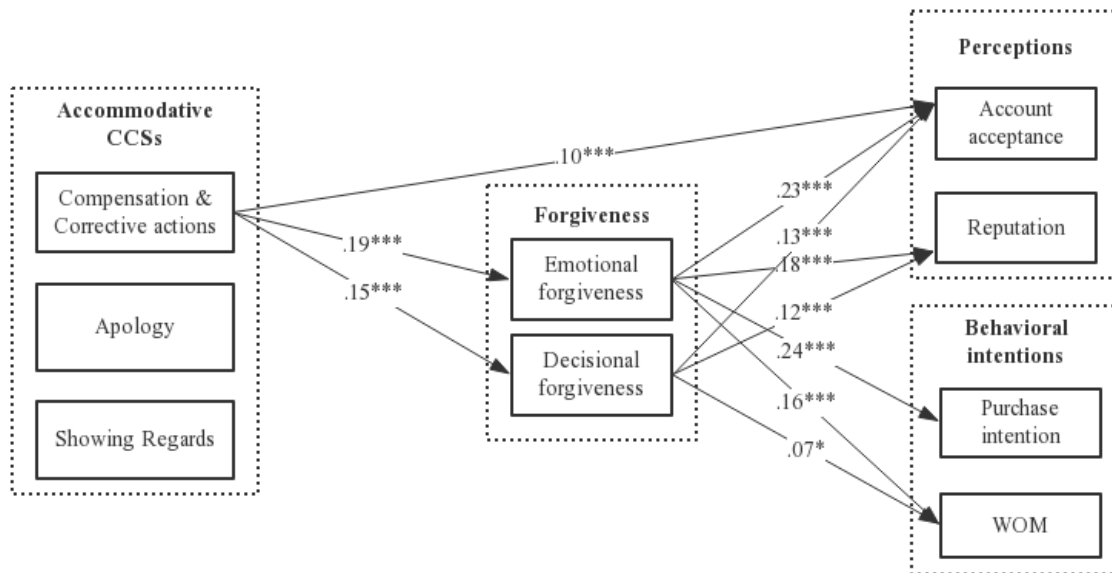 Accommodative
CCSs
Compensation &
Corrective actions
Apology
Showing Regards
.10***
.19***
.15***
Forgiveness
Emotional
forgiveness
Decisional
forgiveness
.23***
.13***
.18***
.12***
.24***
.16***
.07*
Perceptions
Account
acceptance
Reputation
Behavioral
intentions
Purchase
intention
WOM